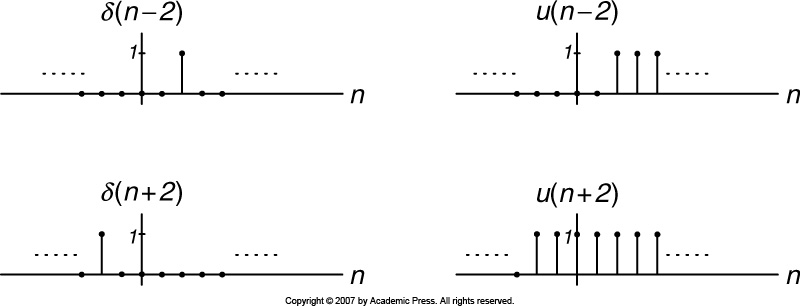 δ(n−2)
1
n
u(n−2)
1
n
δ(n+2)
1
n
u(n+2)
1
n
Copyright © 2007 by Academic Press. All rights reserved.